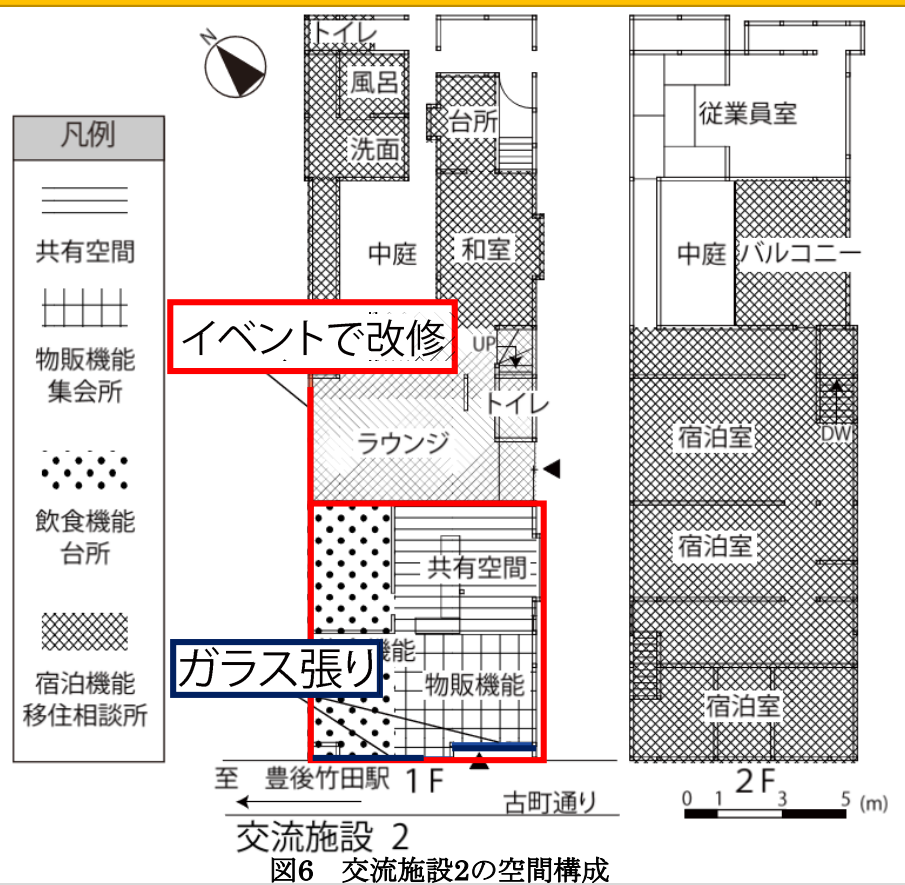 N
凡例
共有空間
物販機能
集会所
飲食機能
台所
宿泊機能
移住相談所
トイレ
風呂
洗面
台所
中庭
和室
イベントで改修
UP
トイレ
ラウンジ
共有空間
機能
ガラス張り
物販機能
至 豊後竹田駅
1F
古町通り
従業員室
中庭
バルコニー
宿泊室
DW
宿泊室
宿泊室
2F
0 1 3 5 (m)
交流施設 2
図6 交流施設2の空間構成